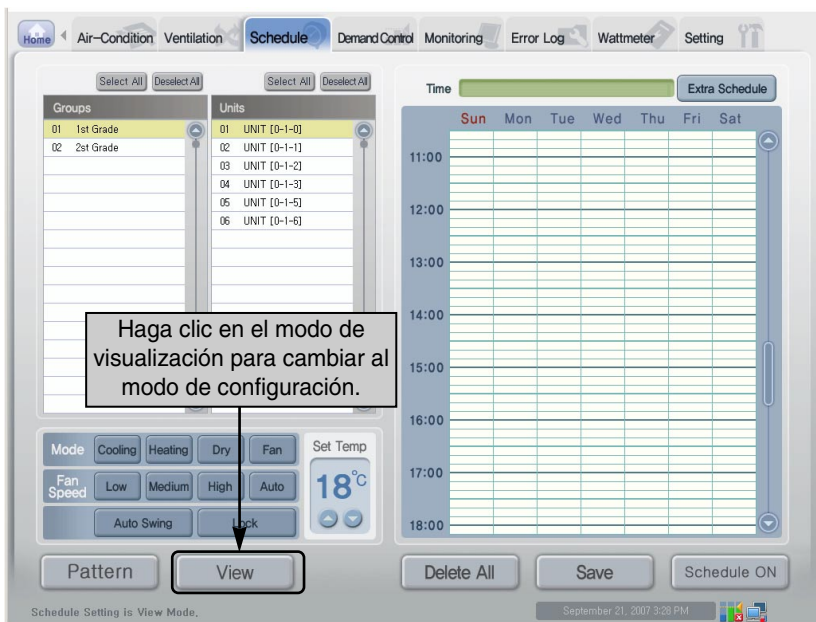 Home Air-Condition Ventilation Schedule Demand Control Monitoring Error Log Wattmeter Setting
Select All Deselect All Select All Deselect All
Groups Units
01 1st Grade 01 UNIT [0-1-0]
02 2st Grade 02 UNIT [0-1-1]
03 UNIT [0-1-2]
04 UNIT [0-1-3]
05 UNIT [0-1-5]
06 UNIT [0-1-6]
Haga clic en el modo de
visualización para cambiar al
modo de configuración.
Mode Cooling Heating Dry Fan Set Temp
Fan Speed Low Medium High Auto 18°C
Auto Swing Lock
Pattern View
Time Extra Schedule
Sun Mon Tue Wed Thu Fri Sat
11:00
12:00
13:00
14:00
15:00
16:00
17:00
18:00
Delete All Save Schedule ON
Schedule Setting is View Mode. September 21, 2007 3:28 PM